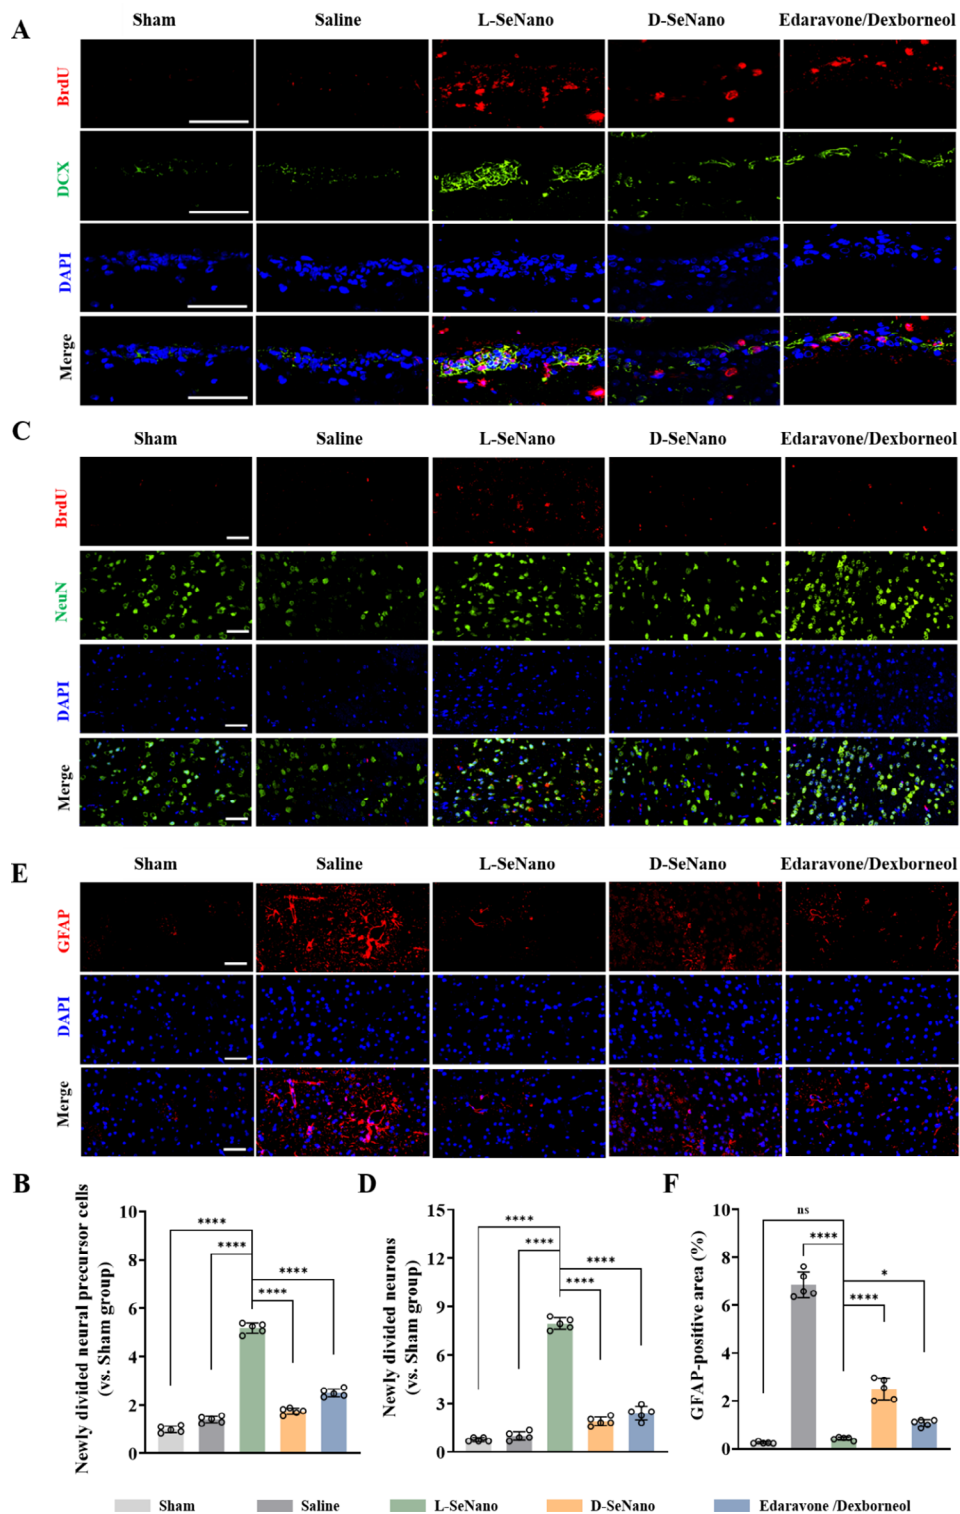 A
Sham Saline L-SeNano D-SeNano Edaravone/Dexborneol
BrdU
DCX
DAPI
Merge
C
Sham Saline L-SeNano D-SeNano Edaravone/Dexborneol
BrdU
NeuN
DAPI
Merge
E
Sham Saline L-SeNano D-SeNano Edaravone/Dexborneol
GFAP
DAPI
Merge
B
Newly divided neural precursor cells
(vs. Sham group)
10
8
6
4
2
0
****
****
****
****
D
Newly divided neurons
(vs. Sham group)
15
12
9
6
3
0
****
****
****
****
F
GFAP-positive area (%)
10
8
6
4
2
0
ns
****
*
****
Sham Saline L-SeNano D-SeNano Edaravone /Dexborneol